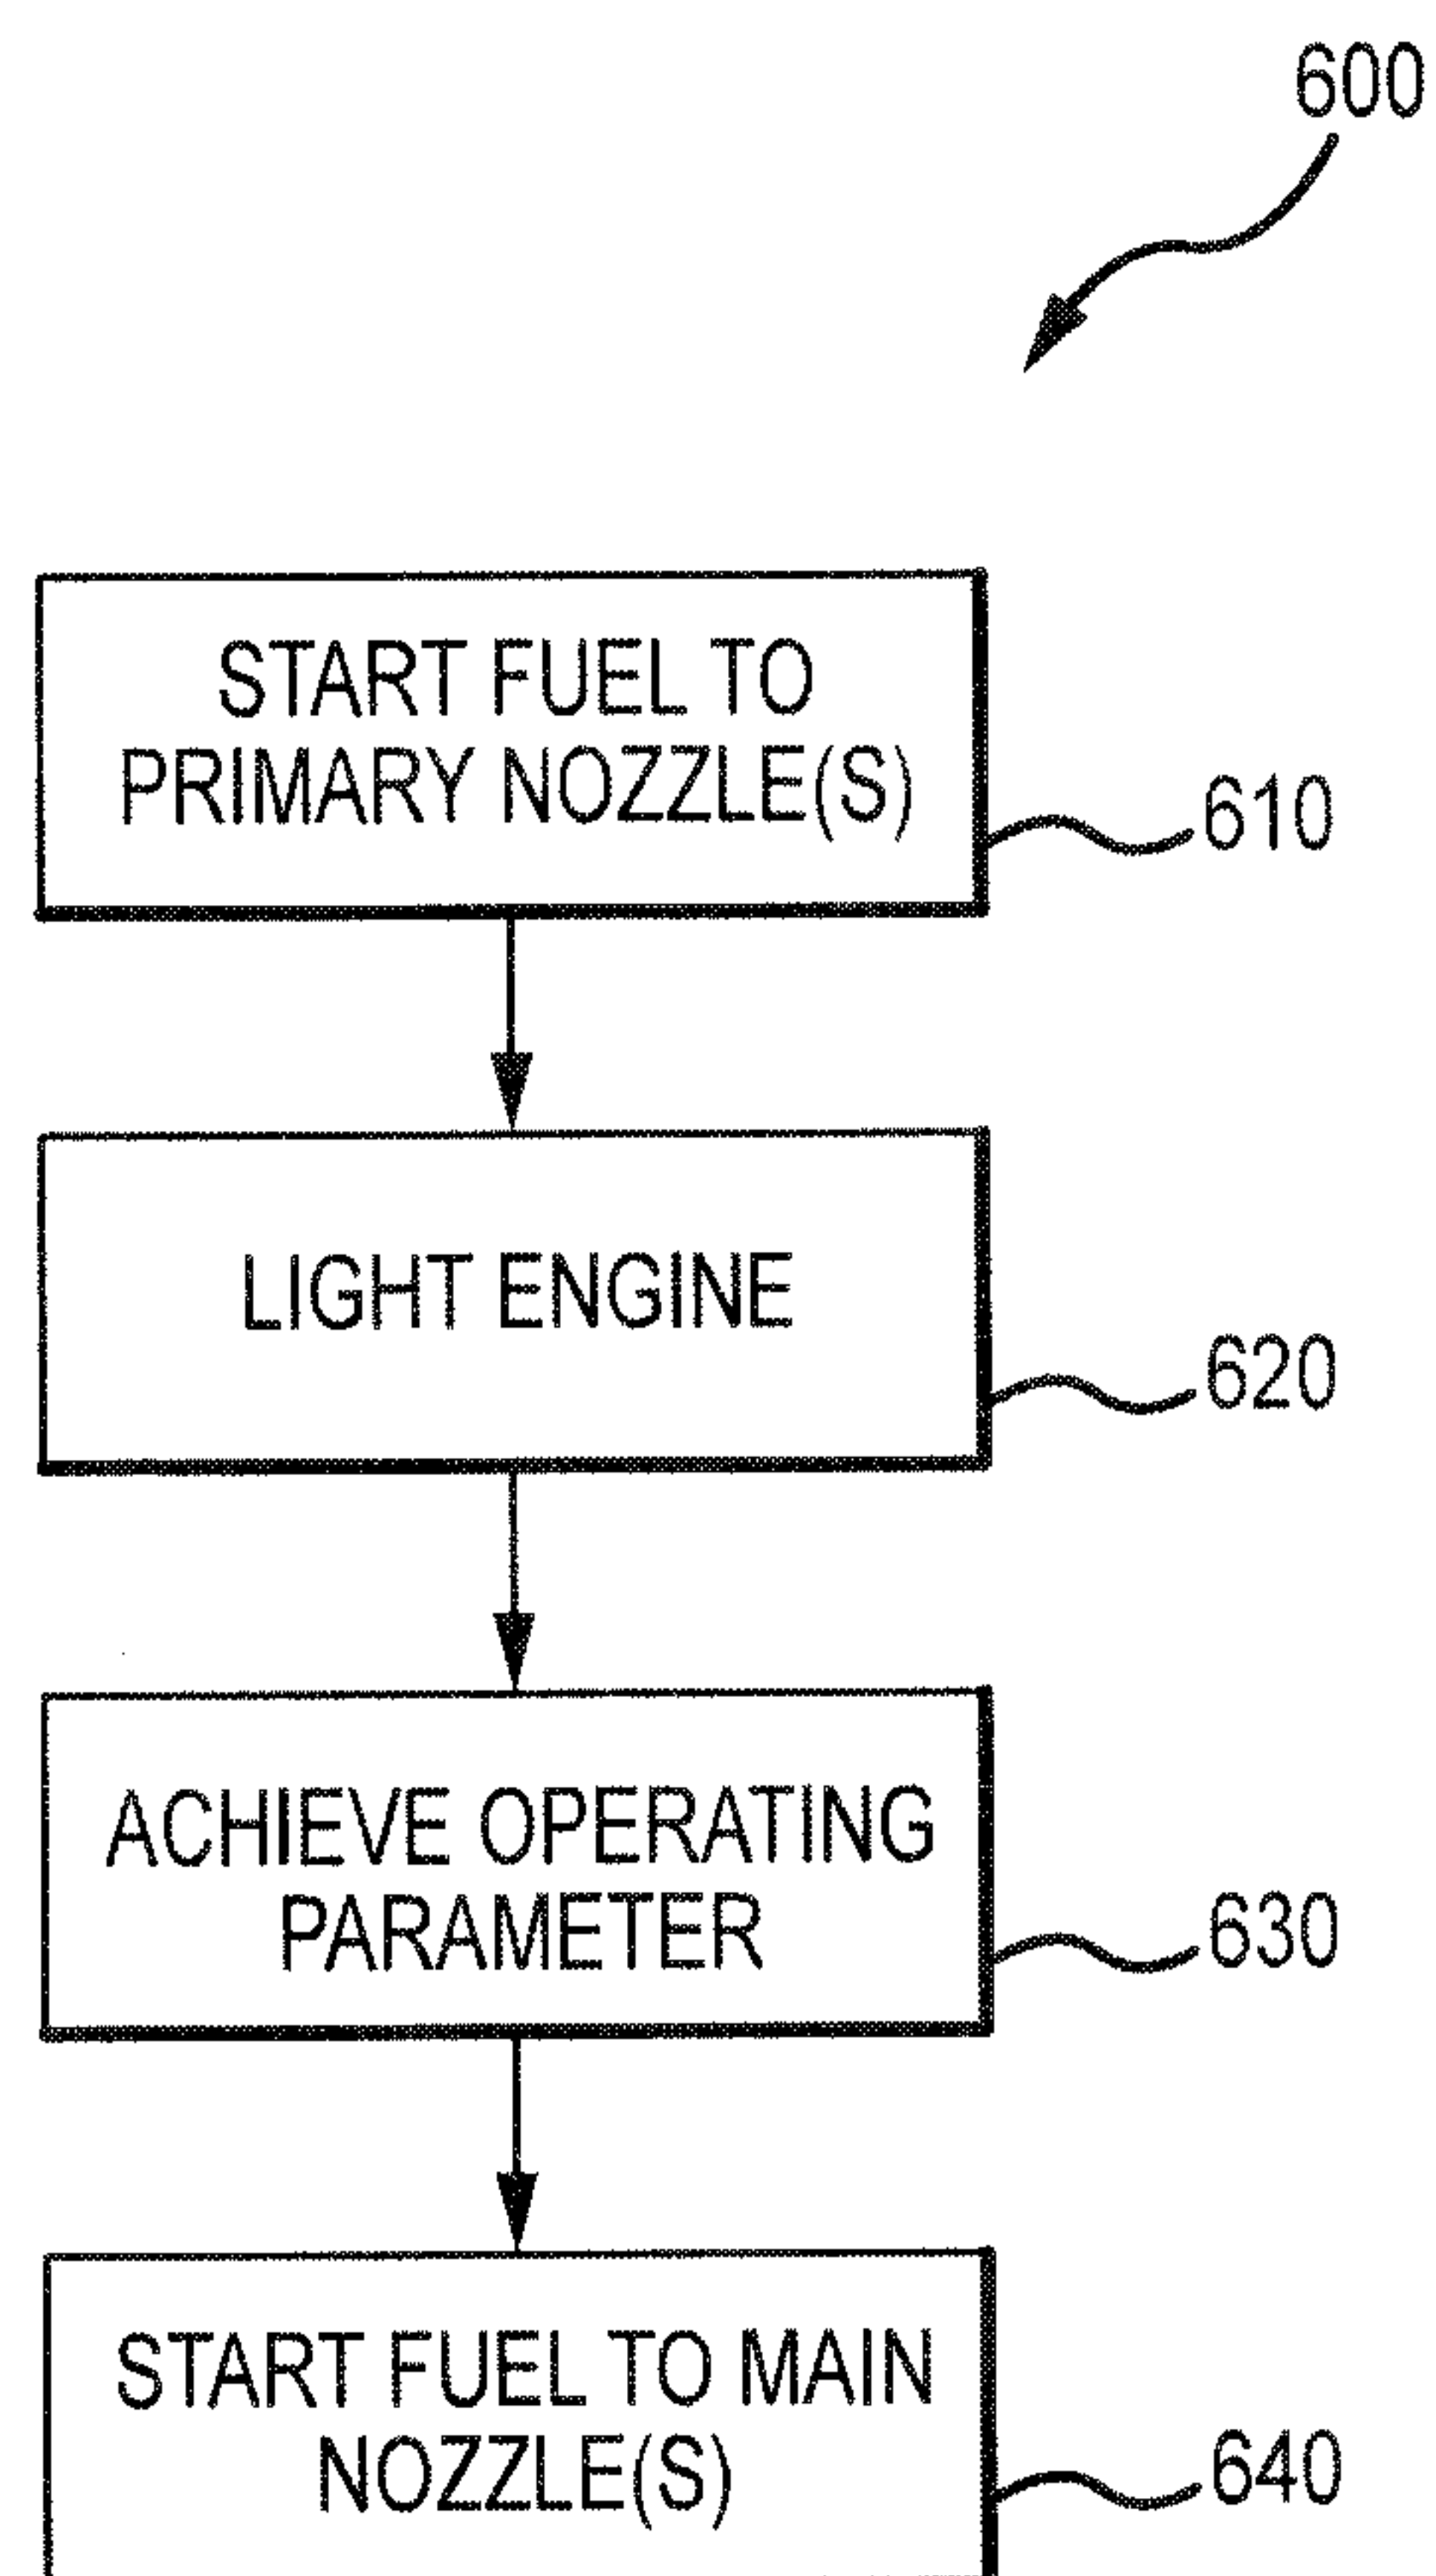 600
START FUEL TO
PRIMARY NOZZLE(S)
610
LIGHT ENGINE
620
ACHIEVE OPERATING
PARAMETER
630
START FUEL TO MAIN
NOZZLE(S)
640